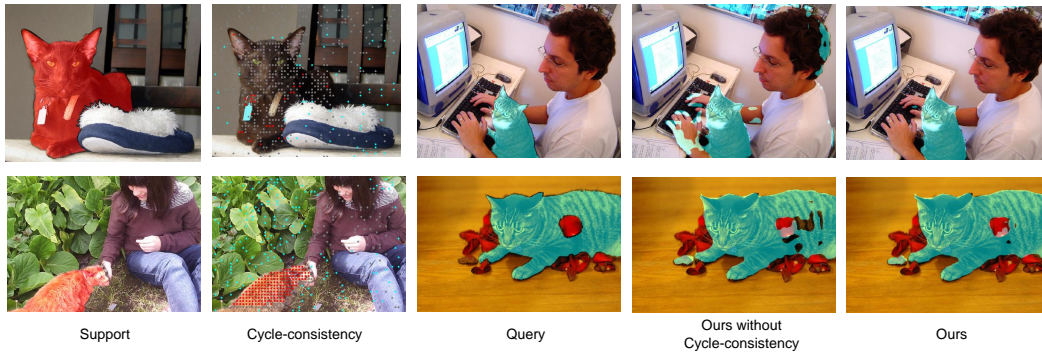 Support
Cycle-consistency
Query
Ours without
Cycle-consistency
Ours